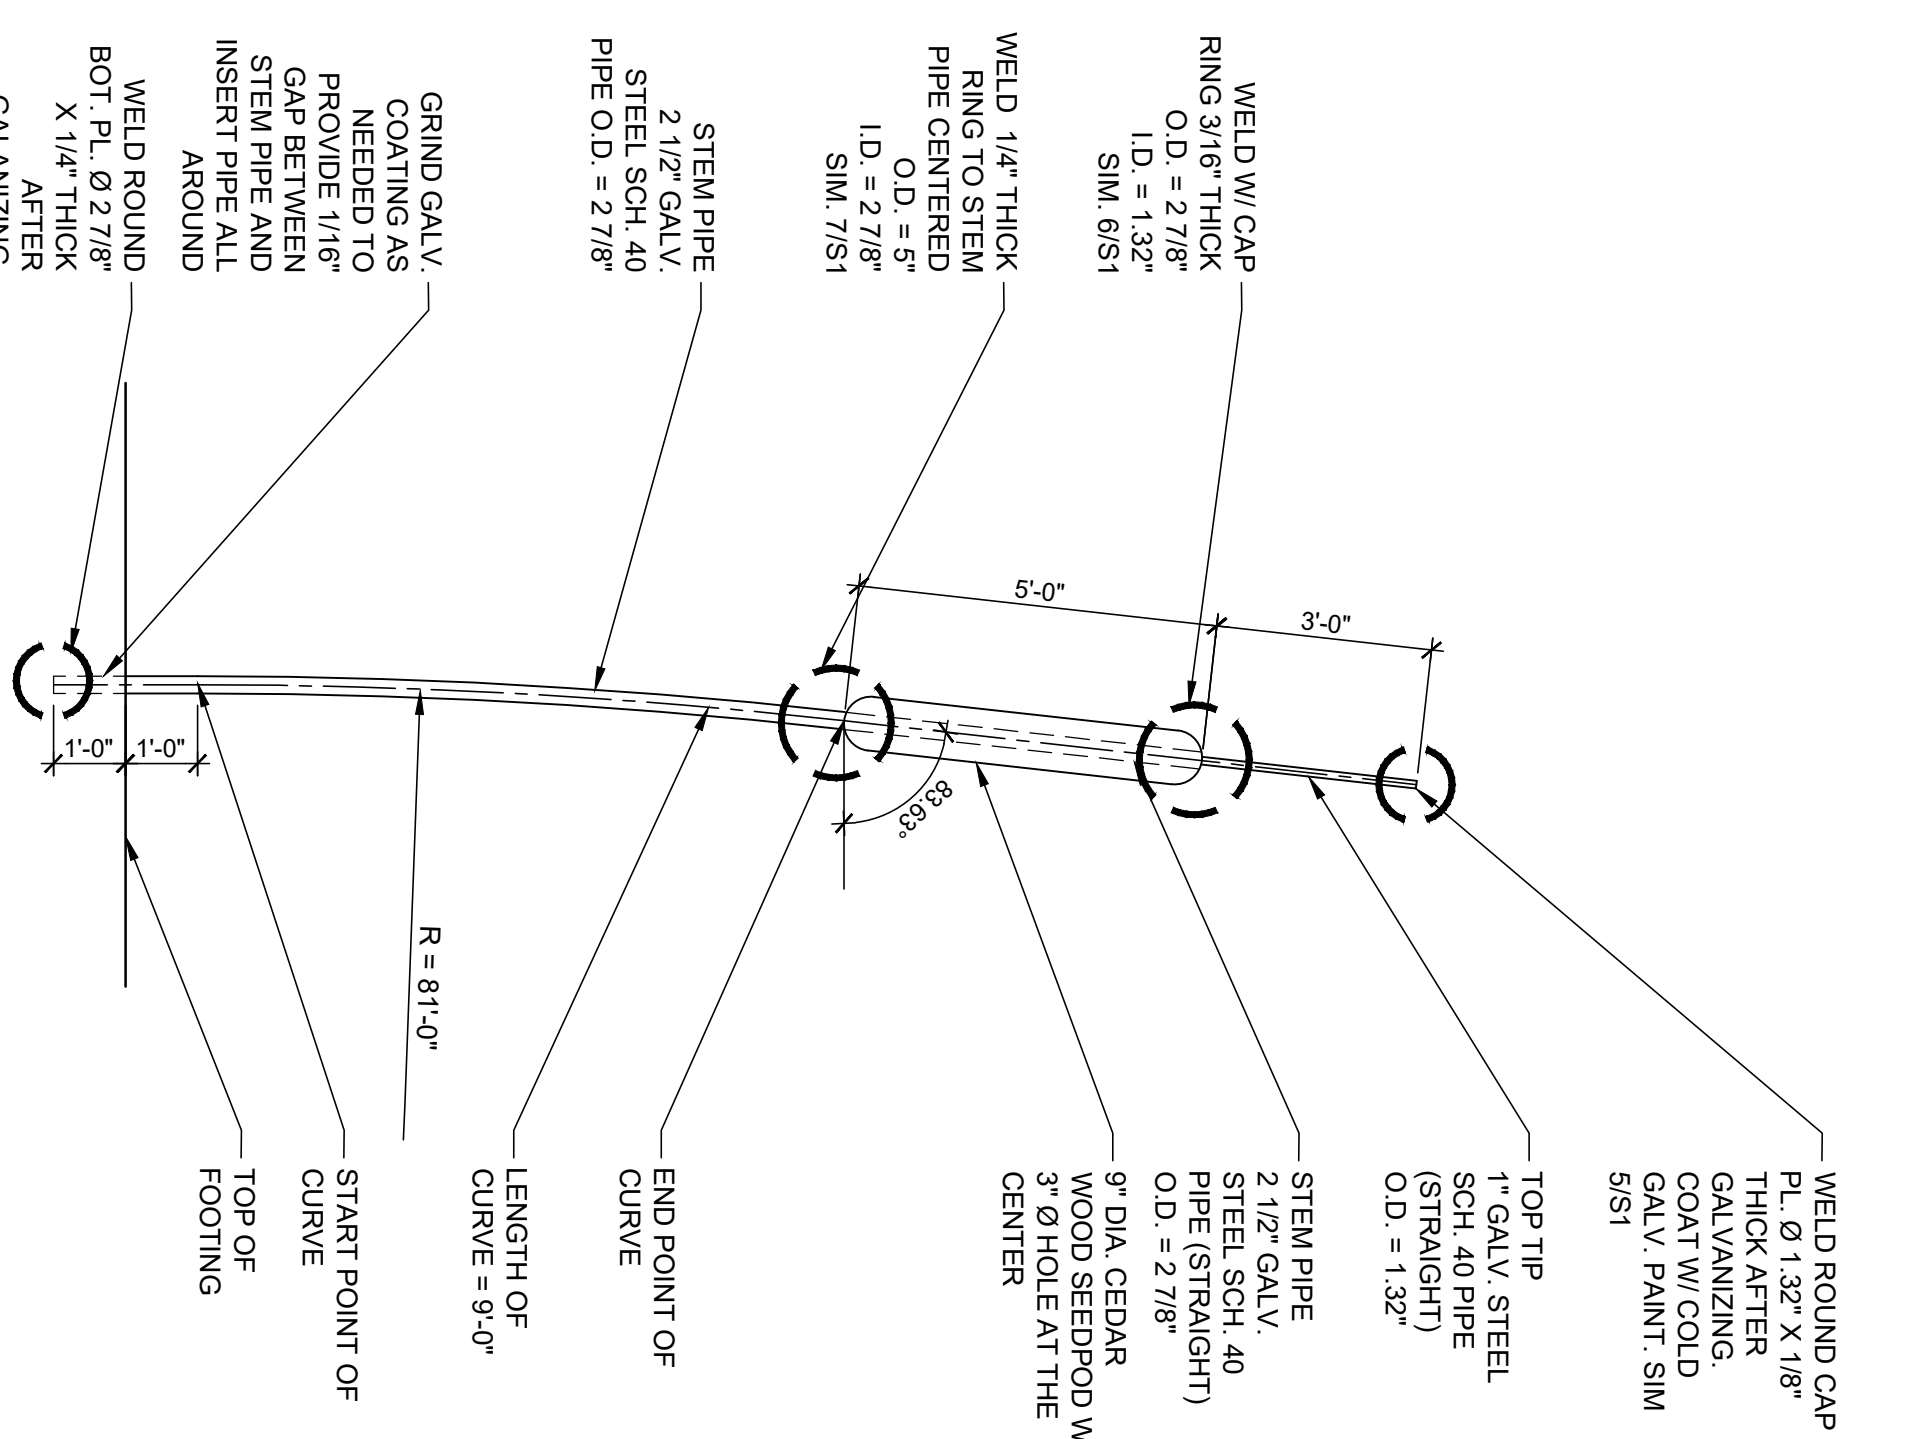 WELD W/ CAP
RING 3/16" THICK
O.D. = 2 7/8"
I.D. = 1.32"
SIM. 6/S1
WELD 1/4" THICK
RING TO STEM
PIPE CENTERED
O.D. = 5"
I.D. = 2 7/8"
SIM. 7/S1
STEM PIPE
2 1/2" GALV.
STEEL SCH. 40
PIPE O.D. = 2 7/8"
GRIND GALV.
COATING AS
NEEDED TO
PROVIDE 1/16"
GAP BETWEEN
STEM PIPE AND
INSERT PIPE ALL
AROUND
WELD ROUND
BOT. PL. Ø 2 7/8"
X 1/4" THICK
AFTER
3'-0"
5'-0"
83.63°
1'-0"
1'-0"
R = 81'-0"
WELD ROUND CAP
PL. Ø 1.32" X 1/8"
THICK AFTER
GALVANIZING.
COAT W/ COLD
GALV. PAINT. SIM
5/S1
TOP TIP
1" GALV. STEEL
SCH. 40 PIPE
(STRAIGHT)
O.D. = 1.32"
STEM PIPE
2 1/2" GALV.
STEEL SCH. 40
PIPE (STRAIGHT)
O.D. = 2 7/8"
9" DIA. CEDAR
WOOD SEEDPOD W
3" Ø HOLE AT THE
CENTER
END POINT OF
CURVE
LENGTH OF
CURVE = 9'-0"
START POINT OF
CURVE
TOP OF
FOOTING